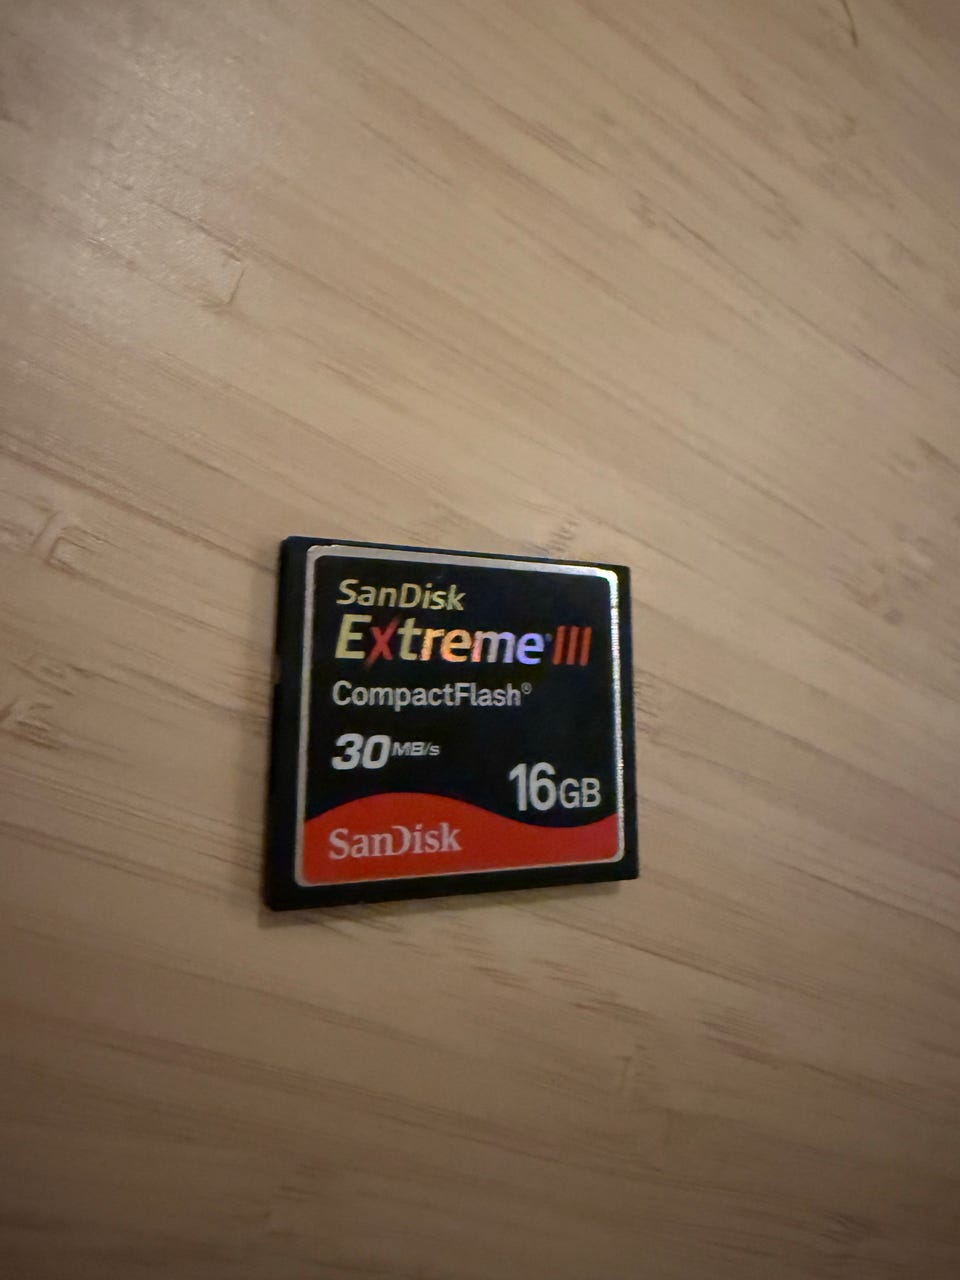 SanDisk
Extreme® III
CompactFlash®
30MB/s
16GB
SanDisk